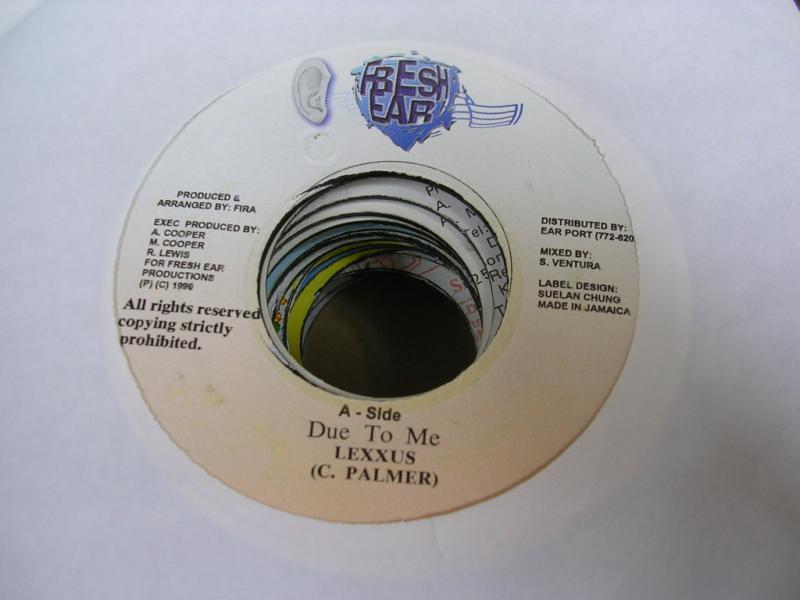 FRESH
EAR
PRODUCED &
ARRANGED BY: FIRA
EXEC PRODUCED BY:
A. COOPER
M. COOPER
R. LEWIS
FOR FRESH EAR
PRODUCTIONS
(P) (C) 1996
All rights reserved
copying strictly
prohibited.
DISTRIBUTED BY:
EAR PORT (772-620
MIXED BY:
S. VENTURA
LABEL DESIGN:
SUELAN CHUNG
MADE IN JAMAICA
A - Side
Due To Me
LEXXUS
(C. PALMER)